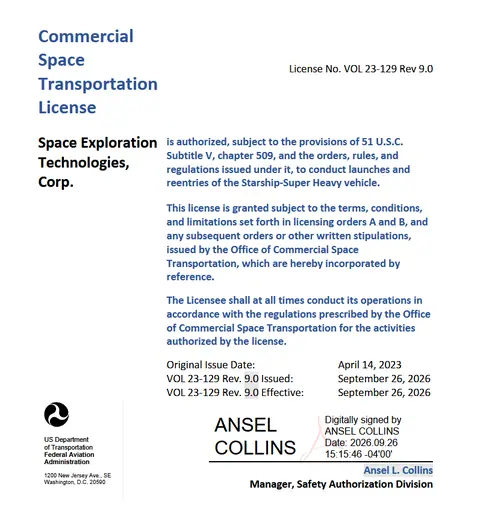 Commercial
Space
Transportation
License
License No. VOL 23-129 Rev 9.0
Space Exploration
Technologies,
Corp.
is authorized, subject to the provisions of 51 U.S.C.
Subtitle V, chapter 509, and the orders, rules, and
regulations issued under it, to conduct launches and
reentries of the Starship-Super Heavy vehicle.
This license is granted subject to the terms, conditions,
and limitations set forth in licensing orders A and B, and
any subsequent orders or other written stipulations,
issued by the Office of Commercial Space
Transportation, which are hereby incorporated by
reference.
The Licensee shall at all times conduct its operations in
accordance with the regulations prescribed by the Office
of Commercial Space Transportation for the activities
authorized by the license.
Original Issue Date: April 14, 2023
VOL 23-129 Rev. 9.0 Issued: September 26, 2026
VOL 23-129 Rev. 9.0 Effective: September 26, 2026
US Department
of Transportation
Federal Aviation
Administration
1200 New Jersey Ave., SE
Washington, D.C. 20590
ANSEL
COLLINS
Digitally signed by
ANSEL COLLINS
Date: 2026.09.26
15:15:46 -04'00'
Ansel L. Collins
Manager, Safety Authorization Division